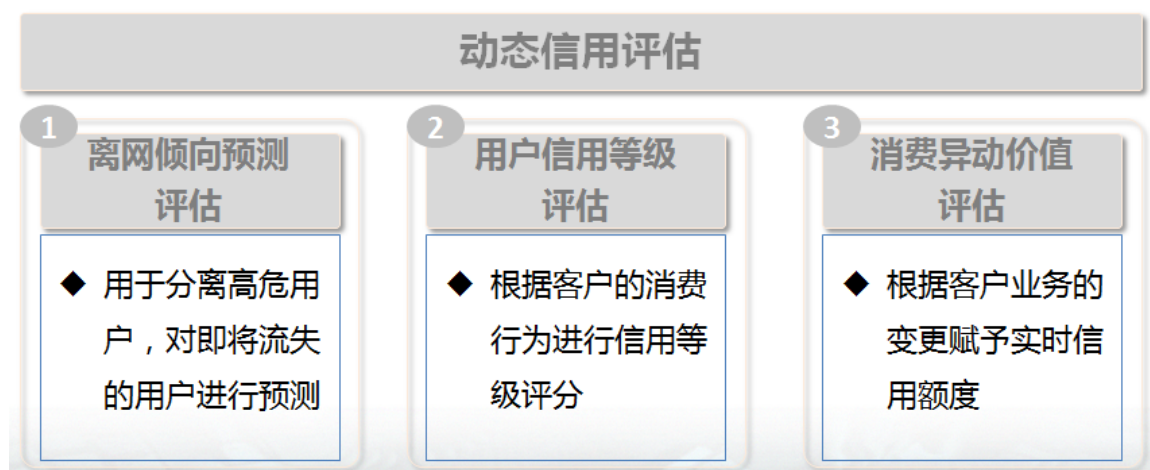 动态信用评估
1
离网倾向预测
评估
◆ 用于分离高危用
户，对即将流失
的用户进行预测
2
用户信用等级
评估
◆ 根据客户的消费
行为进行信用等
级评分
3
消费异动价值
评估
◆ 根据客户业务的
变更赋予实时信
用额度